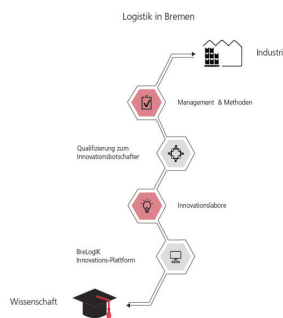 Logistik in Bremen
Industri
Management & Methoden
Qualifizierung zum
Innovationsbotschafter
Innovationslabore
BreLogIK
Innovations-Plattform
Wissenschaft